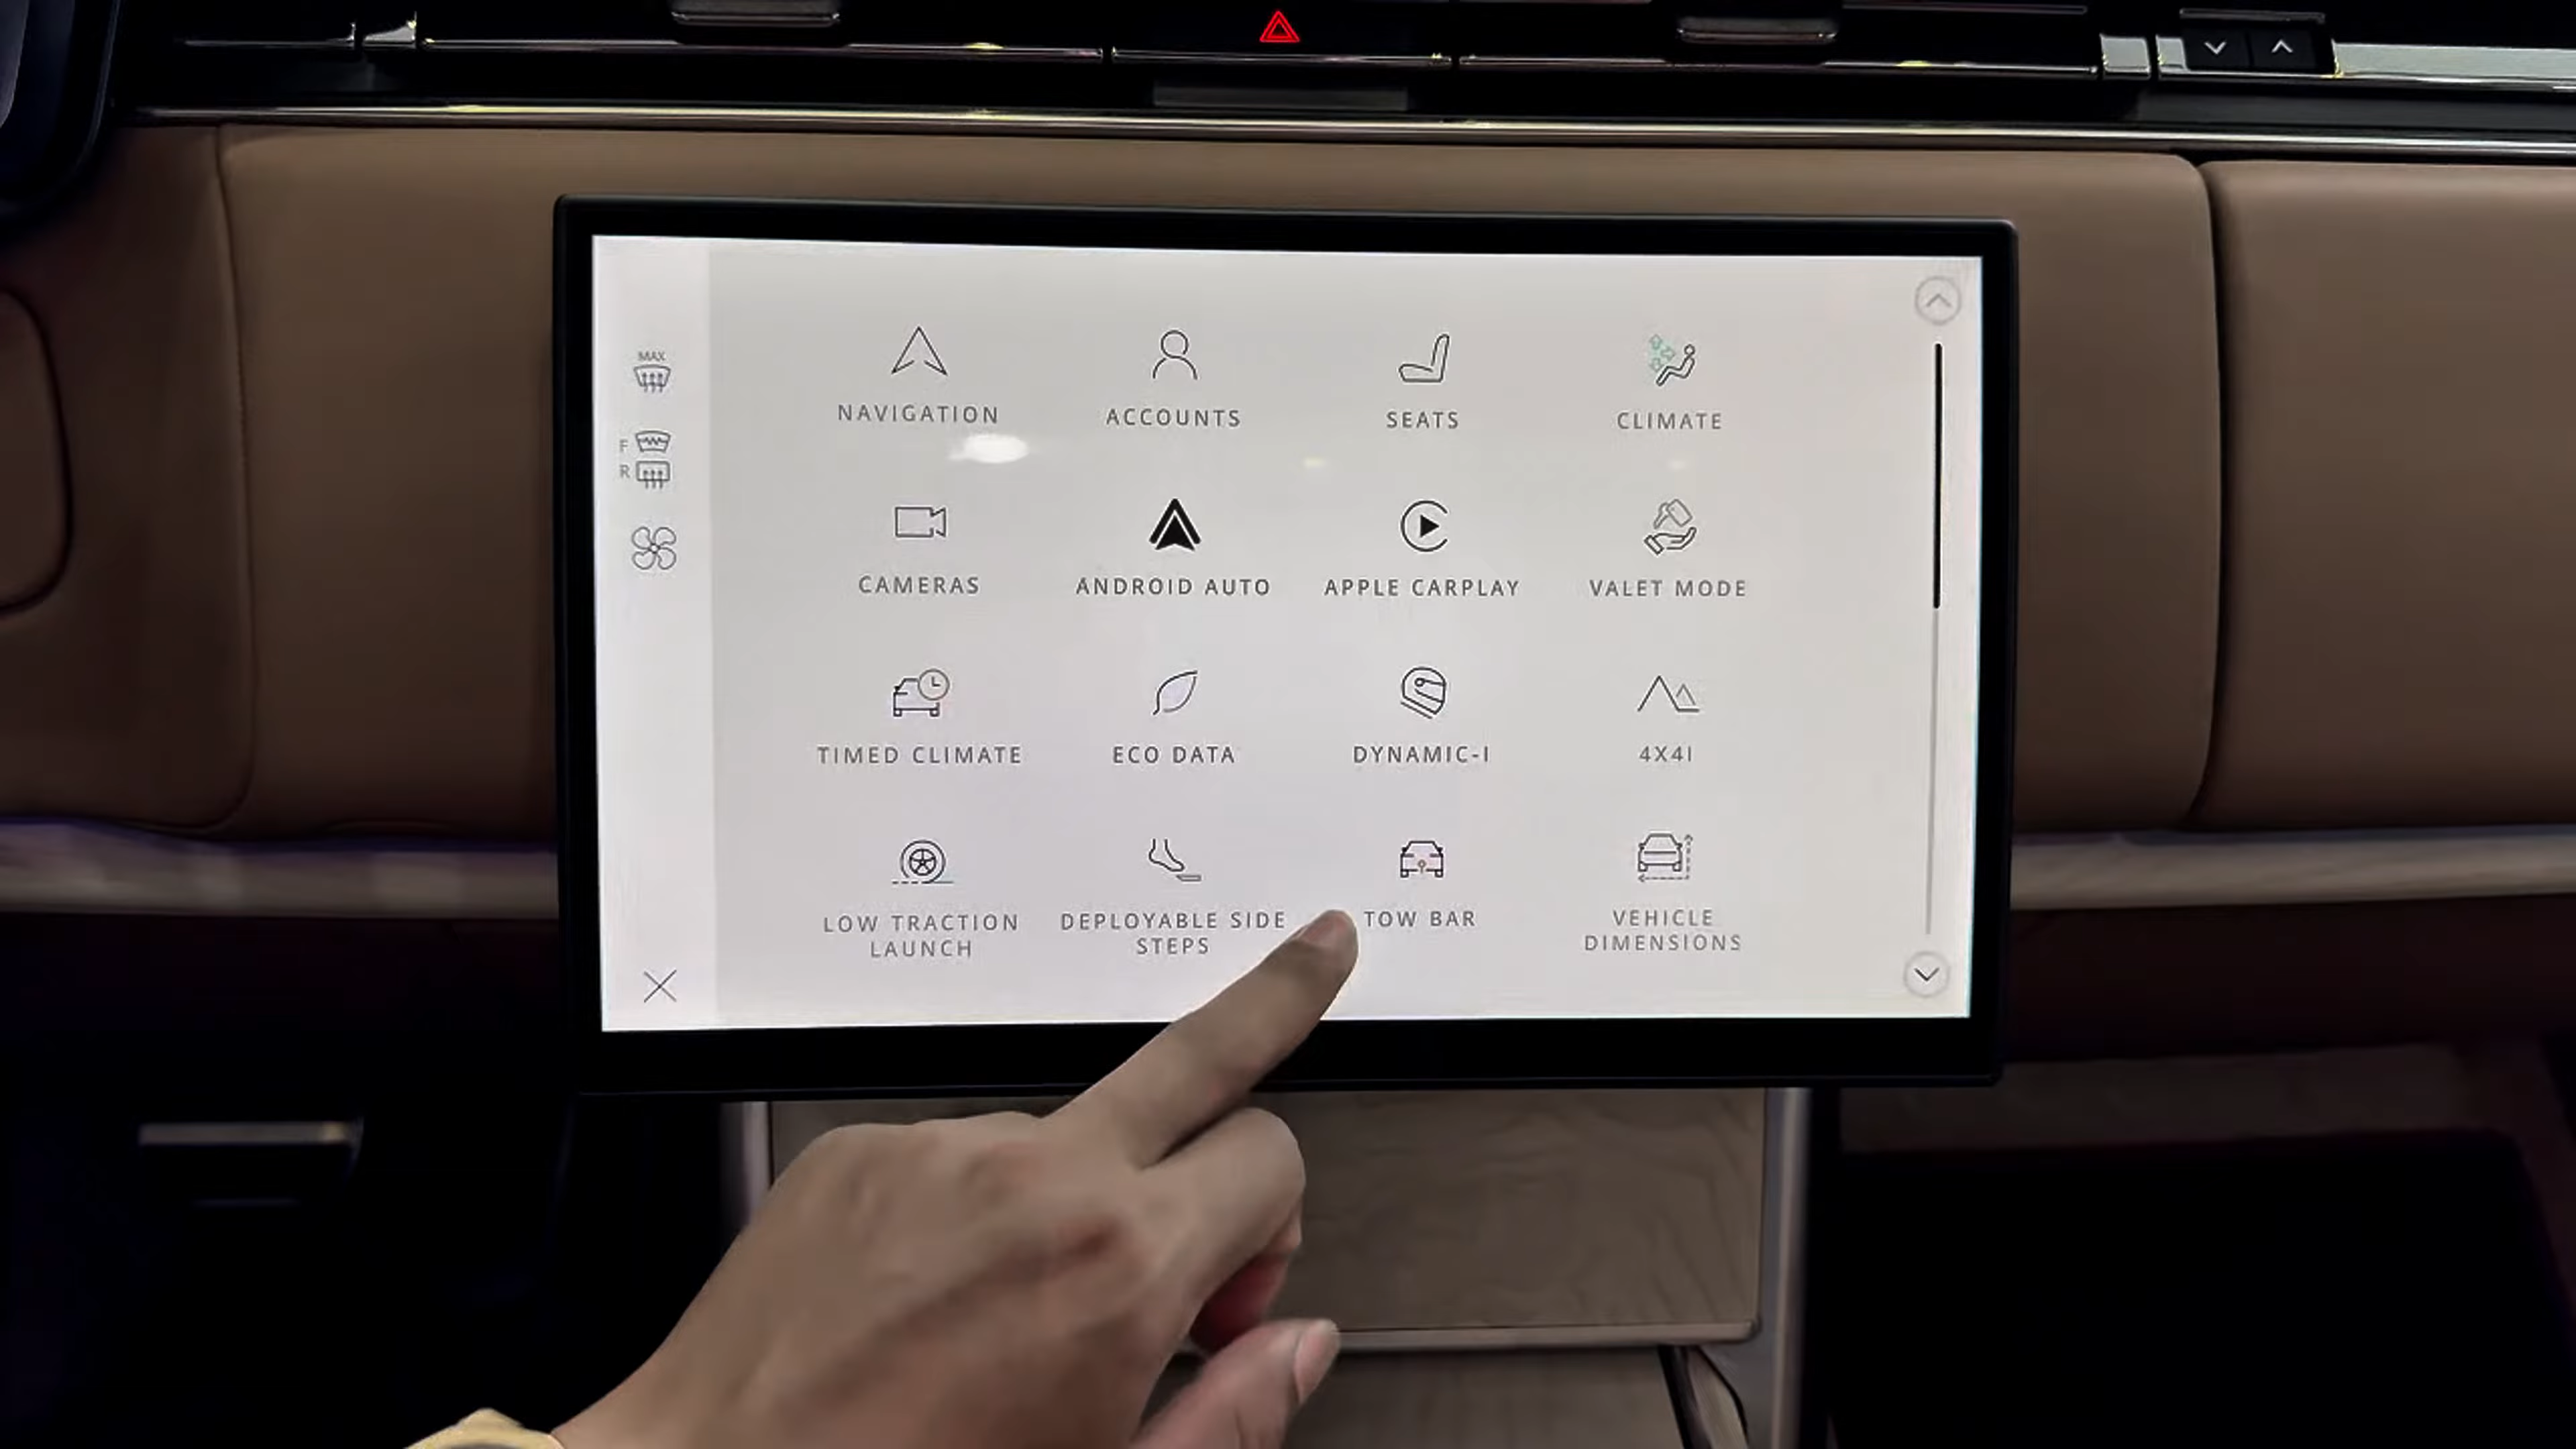 MAX
F
R
NAVIGATION
ACCOUNTS
SEATS
CLIMATE
CAMERAS
ANDROID AUTO
APPLE CARPLAY
VALET MODE
TIMED CLIMATE
ECO DATA
DYNAMIC-I
4X4I
LOW TRACTION
LAUNCH
DEPLOYABLE SIDE
STEPS
TOW BAR
VEHICLE
DIMENSIONS